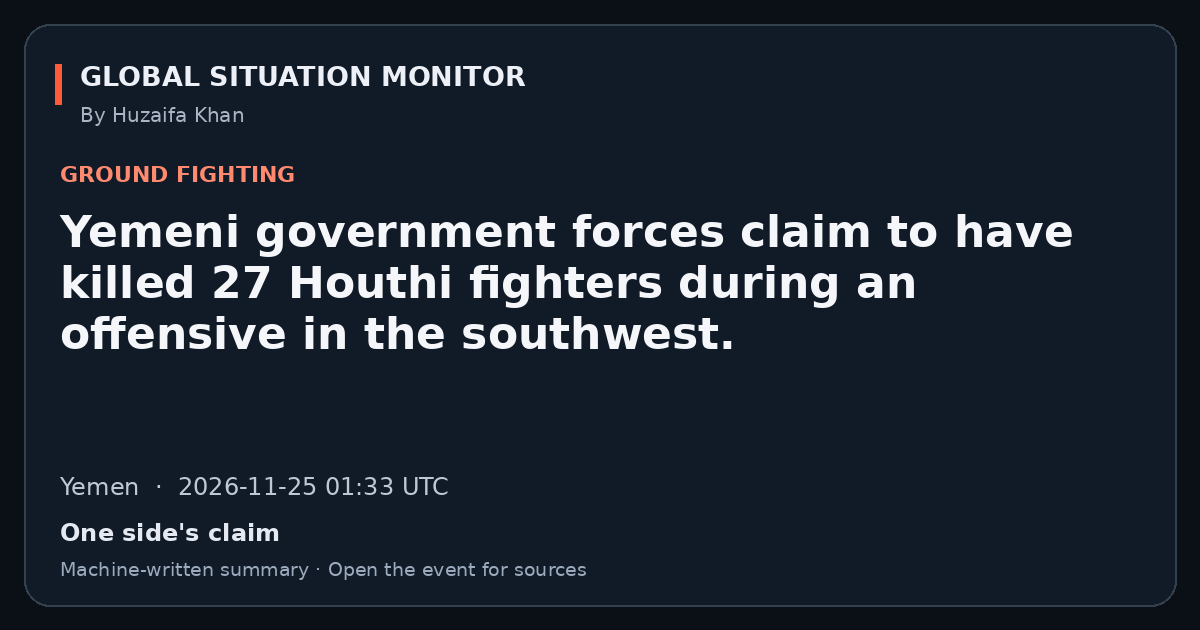 GLOBAL SITUATION MONITOR
By Huzaifa Khan
GROUND FIGHTING
Yemeni government forces claim to have
killed 27 Houthi fighters during an
offensive in the southwest.
Yemen · 2026-11-25 01:33 UTC
One side's claim
Machine-written summary · Open the event for sources